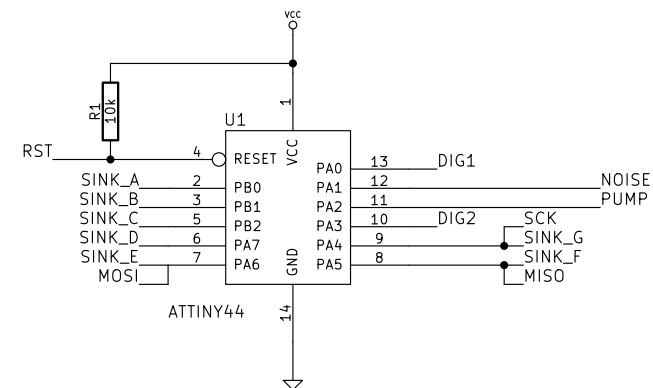 vcc
R1
10k
1
U1
RST
4
RESET
VCC
PA0
13
DIG1
SINK_A
2
PB0
PA1
12
NOISE
SINK_B
3
PB1
PA2
11
PUMP
SINK_C
5
PB2
PA3
10
DIG2
SCK
SINK_D
6
PA7
PA4
9
SINK_G
SINK_E
7
PA6
GND
PA5
8
SINK_F
MOSI
MISO
ATTINY44
14